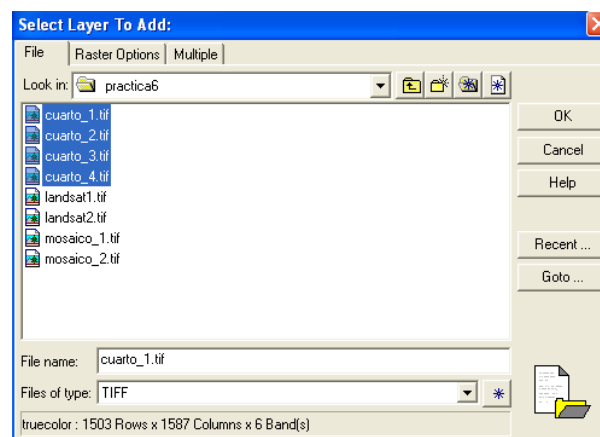 Select Layer To Add:
File Raster Options Multiple
Look in: practica6
cuarto_1.tif
cuarto_2.tif
cuarto_3.tif
cuarto_4.tif
landsat1.tif
landsat2.tif
mosaico_1.tif
mosaico_2.tif
OK
Cancel
Help
Recent ...
Goto ...
File name: cuarto_1.tif
Files of type: TIFF
truecolor : 1503 Rows x 1587 Columns x 6 Band(s)